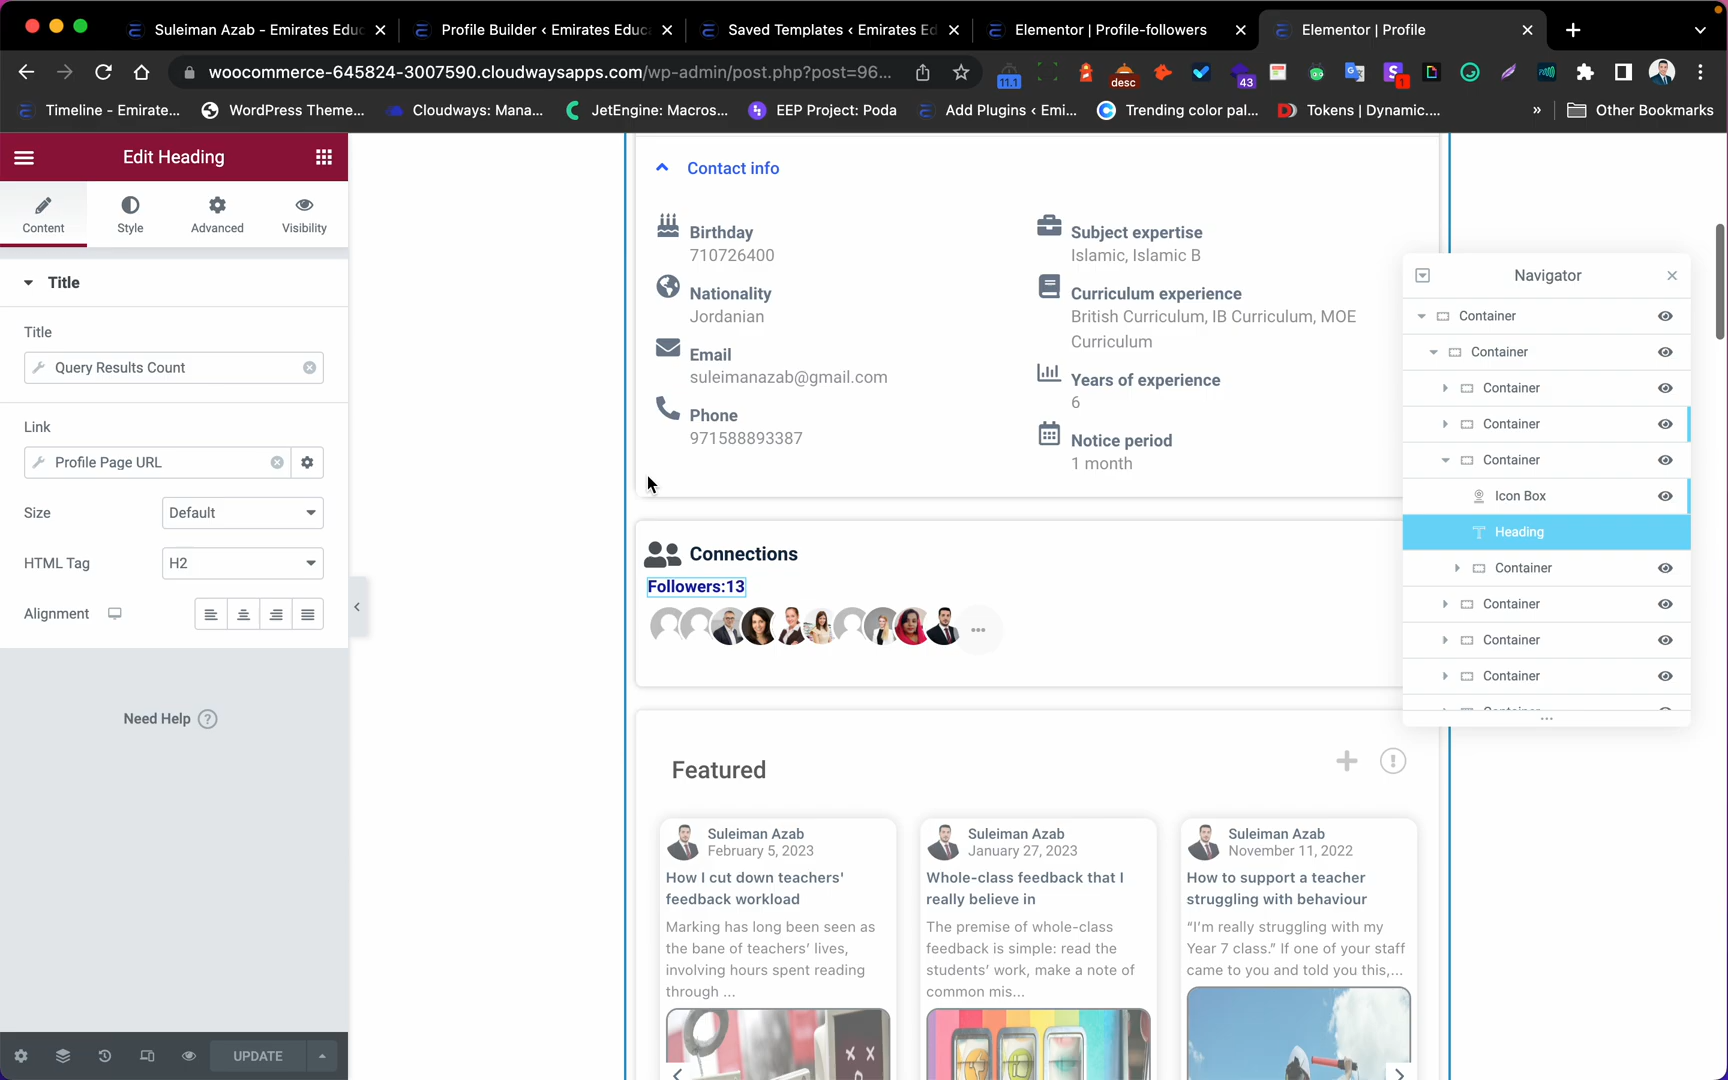 Suleiman Azab - Emirates Educ
Profile Builder ‹ Emirates Educa
Saved Templates ‹ Emirates Ed
Elementor | Profile-followers
Elementor | Profile
woocommerce-645824-3007590.cloudwaysapps.com/wp-admin/post.php?post=96...
11.1
desc
43
1
Timeline - Emirate...
WordPress Theme...
Cloudways: Mana...
JetEngine: Macros...
EEP Project: Poda
Add Plugins ‹ Emi...
Trending color pal...
Tokens | Dynamic....
»
Other Bookmarks
Edit Heading
Content
Style
Advanced
Visibility
Title
Title
Query Results Count
Link
Profile Page URL
Size
Default
HTML Tag
H2
Alignment
Need Help ?
UPDATE
Contact info
Birthday
710726400
Nationality
Jordanian
Email
suleimanazab@gmail.com
Phone
971588893387
Subject expertise
Islamic, Islamic B
Curriculum experience
British Curriculum, IB Curriculum, MOE
Curriculum
Years of experience
6
Notice period
1 month
Connections
Followers:13
Featured
Suleiman Azab
February 5, 2023
How I cut down teachers'
feedback workload
Marking has long been seen as
the bane of teachers' lives,
involving hours spent reading
through ...
Suleiman Azab
January 27, 2023
Whole-class feedback that I
really believe in
The premise of whole-class
feedback is simple: read the
students' work, make a note of
common mis...
Suleiman Azab
November 11, 2022
How to support a teacher
struggling with behaviour
"I'm really struggling with my
Year 7 class." If one of your staff
came to you and told you this,...
Navigator
Container
Container
Container
Container
Container
Icon Box
Heading
Container
Container
Container
Container